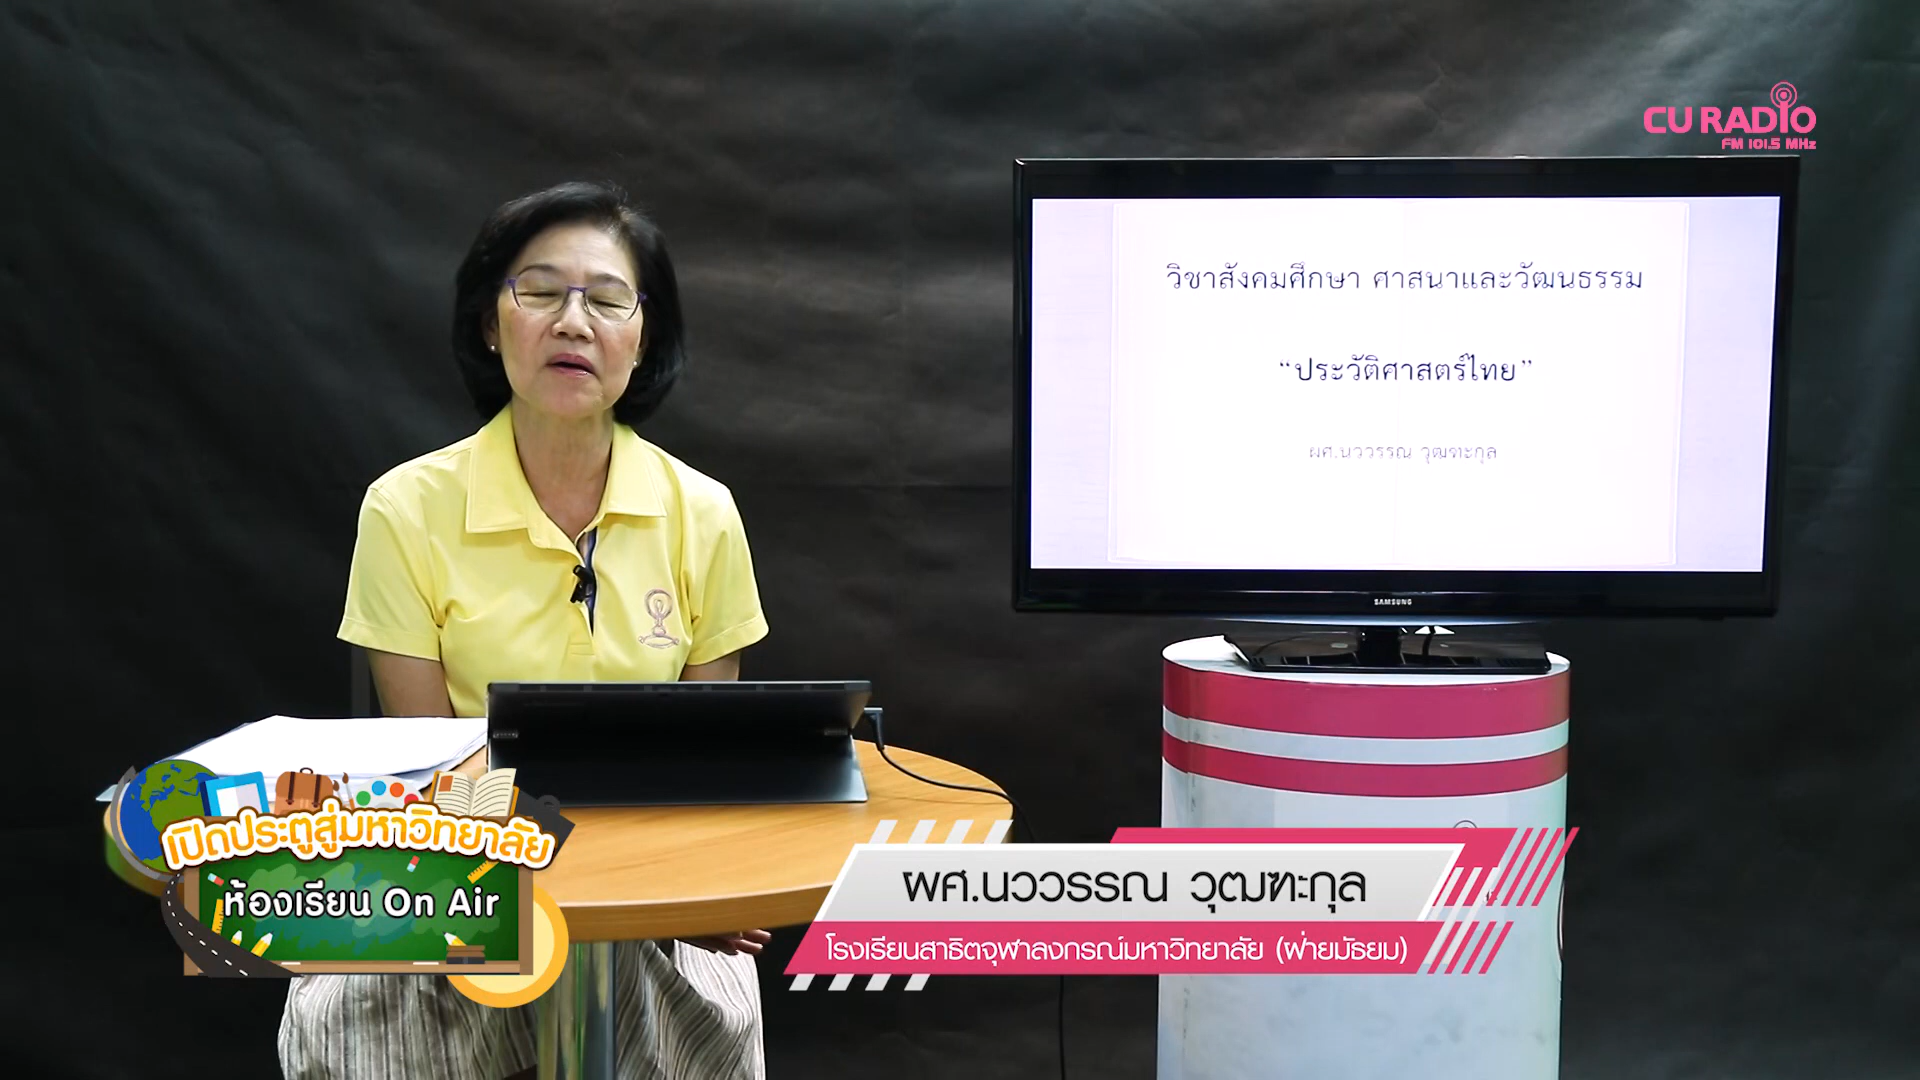 CU RADIO
FM 101.5 MHz
วิชาสังคมศึกษา ศาสนาและวัฒนธรรม
“ประวัติศาสตร์ไทย”
ผศ.นววรรณ วุฒฑะกุล
SAMSUNG
เปิดประตูสู่มหาวิทยาลัย
ห้องเรียน On Air
ผศ.นววรรณ วุฒฑะกุล
โรงเรียนสาธิตจุฬาลงกรณ์มหาวิทยาลัย (ฝ่ายมัธยม)